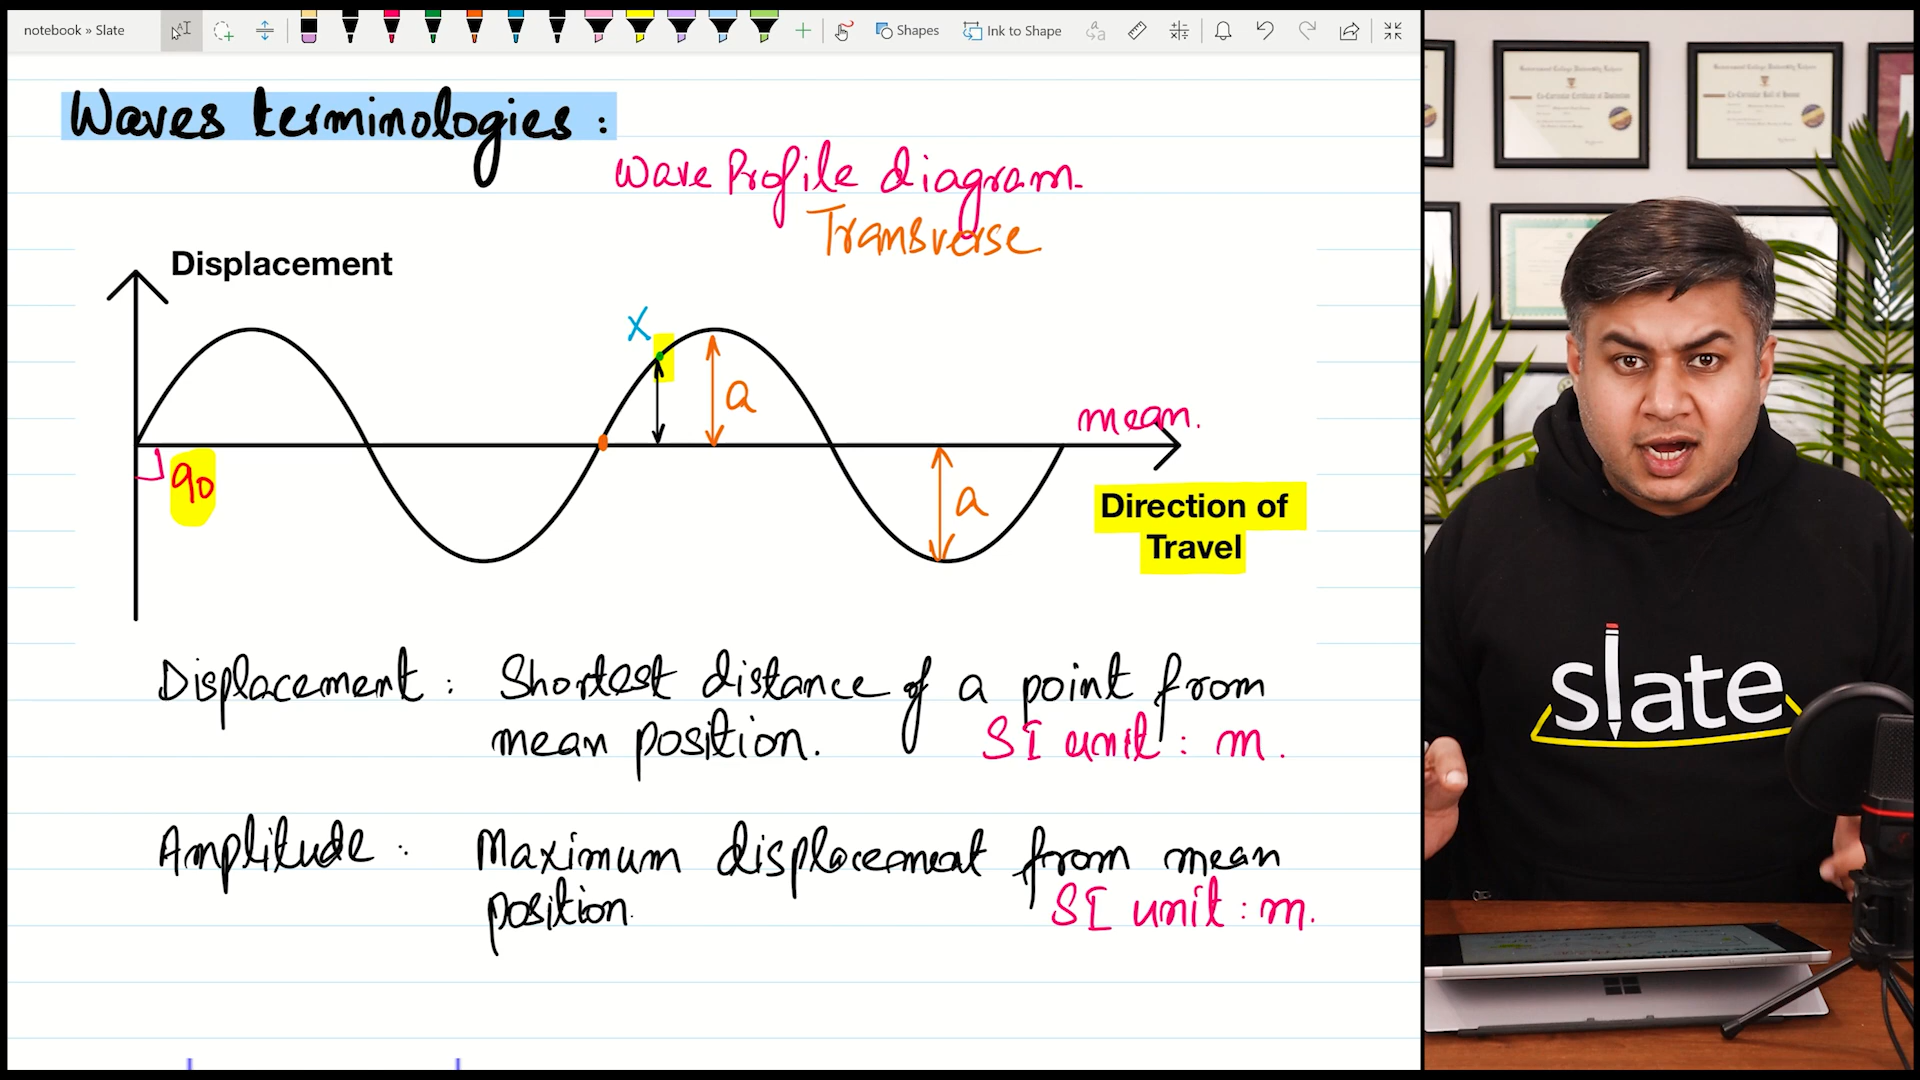 notebook » Slate
Shapes
Ink to Shape
Waves terminologies :
Wave Profile diagram.
Transverse
Displacement
x
a
mean.
90
a
Direction of
Travel
Displacement : Shortest distance of a point from
mean position. SI unit : m.
Amplitude : Maximum displacement from mean
position. SI unit : m.
slate